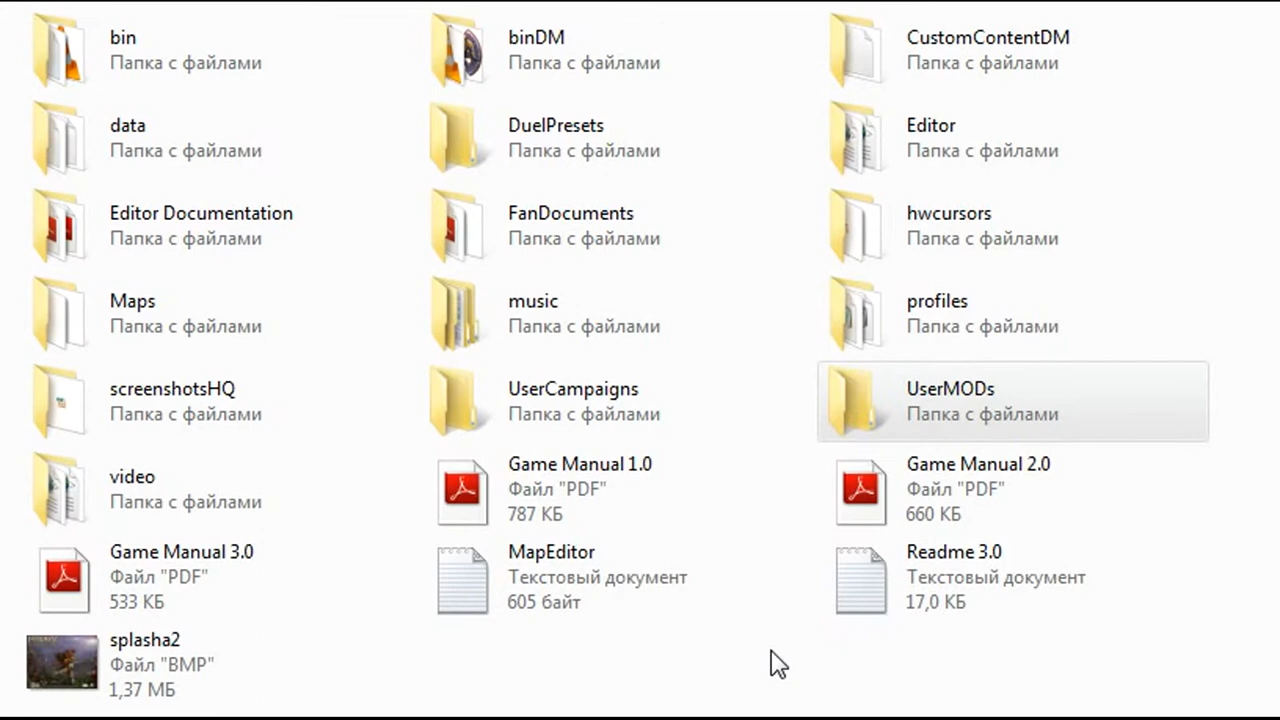 bin
Папка с файлами
binDM
Папка с файлами
CustomContentDM
Папка с файлами
data
Папка с файлами
DuelPresets
Папка с файлами
Editor
Папка с файлами
Editor Documentation
Папка с файлами
FanDocuments
Папка с файлами
hwcursors
Папка с файлами
Maps
Папка с файлами
music
Папка с файлами
profiles
Папка с файлами
screenshotsHQ
Папка с файлами
UserCampaigns
Папка с файлами
UserMODs
Папка с файлами
video
Папка с файлами
Game Manual 1.0
Файл "PDF"
787 КБ
Game Manual 2.0
Файл "PDF"
660 КБ
Game Manual 3.0
Файл "PDF"
533 КБ
MapEditor
Текстовый документ
605 байт
Readme 3.0
Текстовый документ
17,0 КБ
splasha2
Файл "BMP"
1,37 МБ